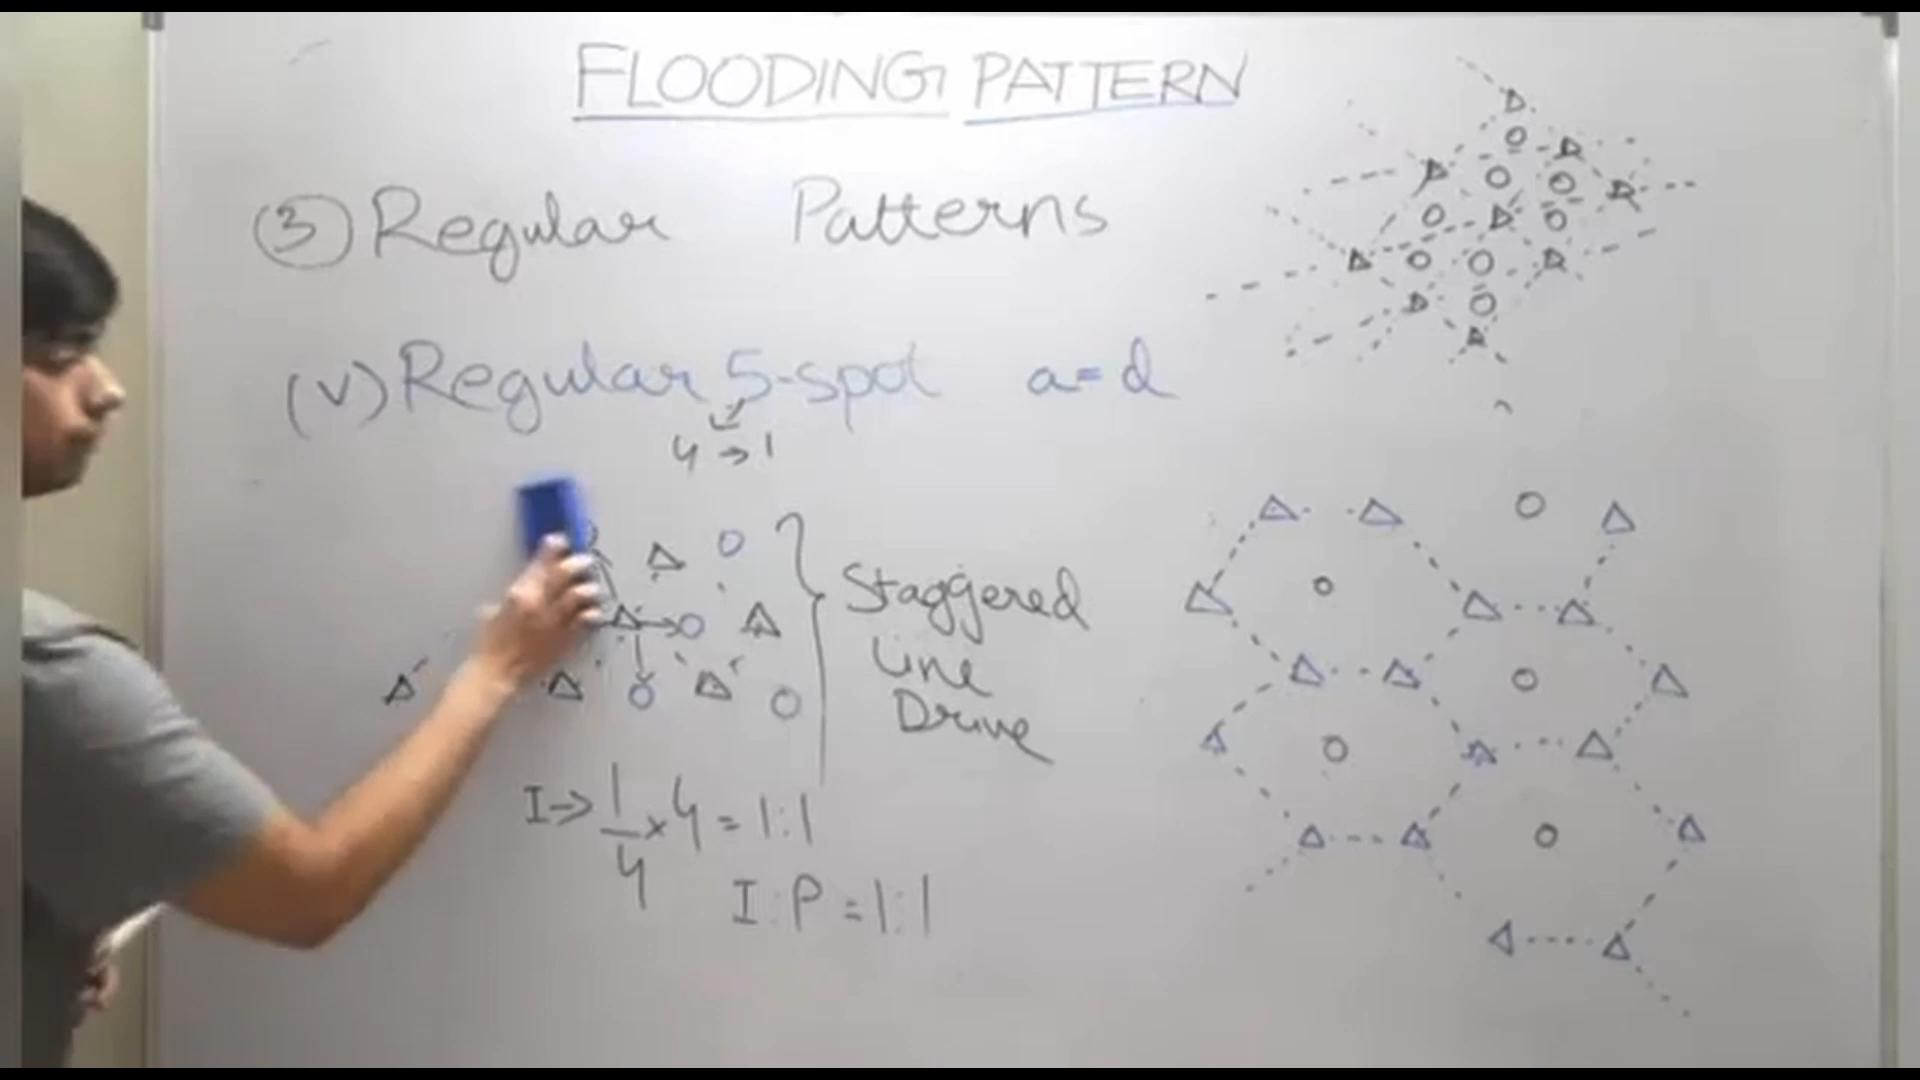 FLOODING PATTERN
③ Regular Patterns
(V) Regular 5-spot a=d
4→1
Staggered
Line
Drive
I→ 1/4 × 4 = 1:1
I:P = 1:1